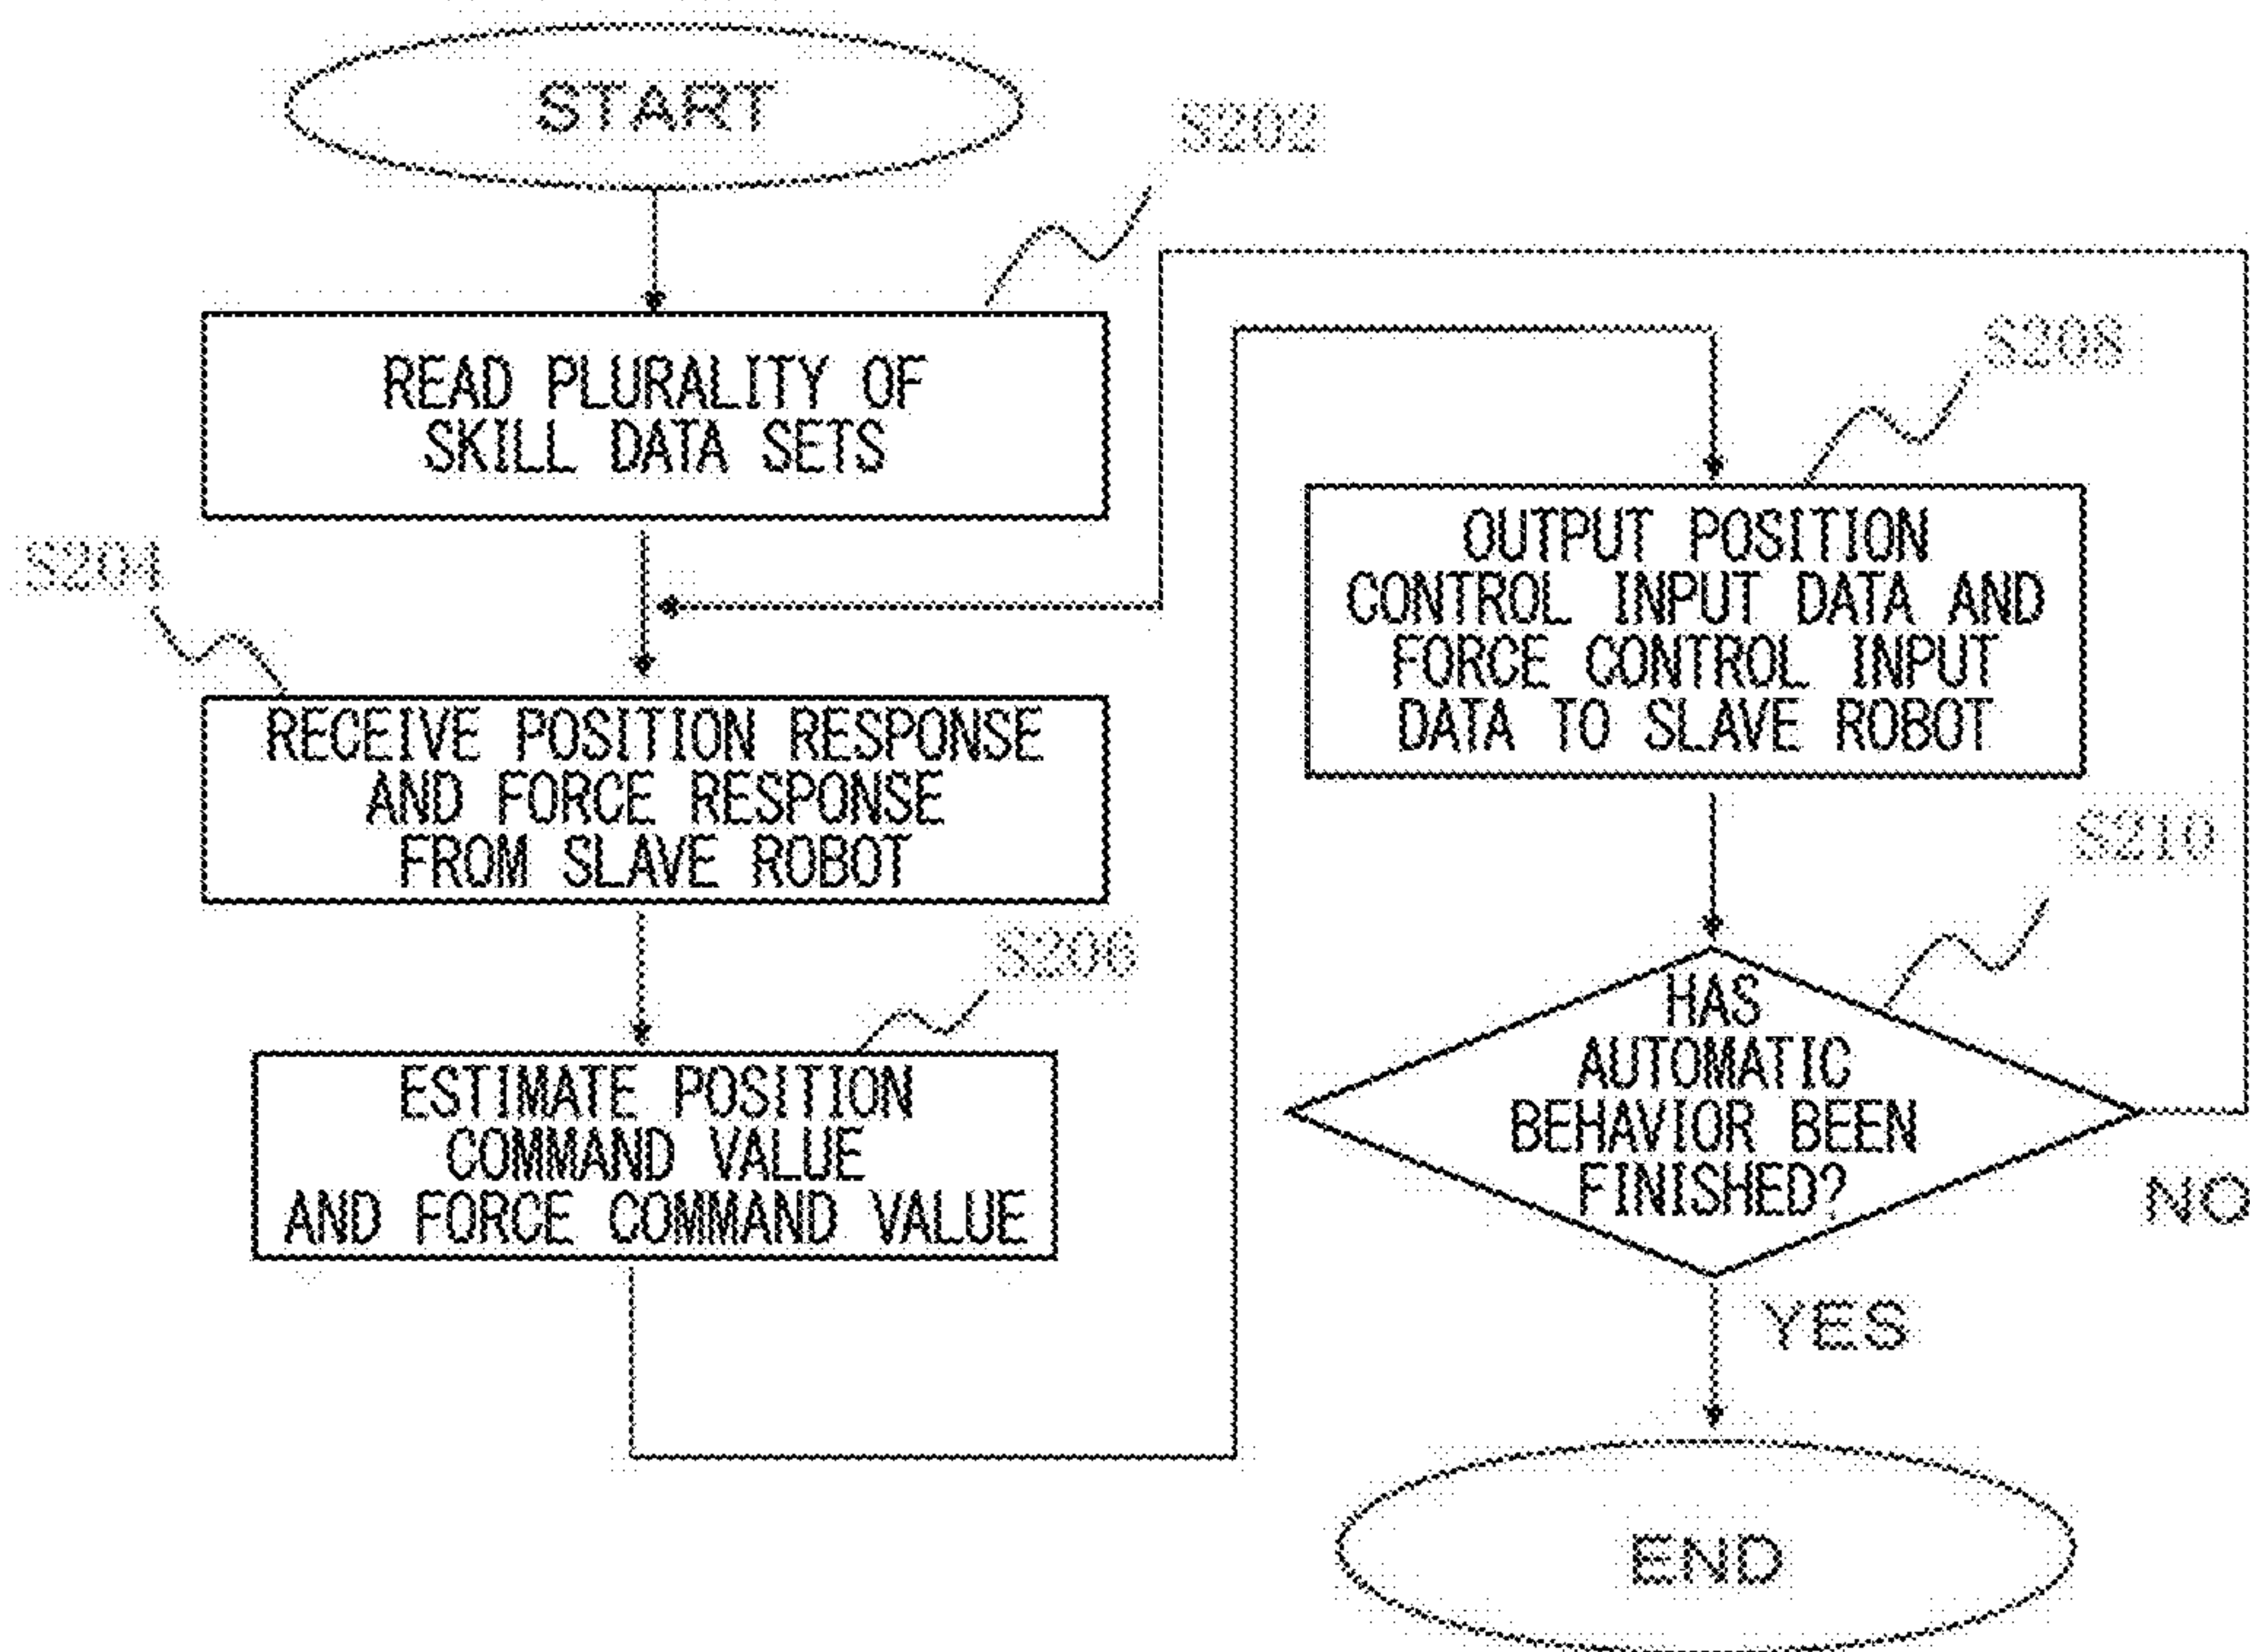 START
S202
READ PLURALITY OF
SKILL DATA SETS
S204
RECEIVE POSITION RESPONSE
AND FORCE RESPONSE
FROM SLAVE ROBOT
S206
ESTIMATE POSITION
COMMAND VALUE
AND FORCE COMMAND VALUE
S208
OUTPUT POSITION
CONTROL INPUT DATA AND
FORCE CONTROL INPUT
DATA TO SLAVE ROBOT
S210
HAS
AUTOMATIC
BEHAVIOR BEEN
FINISHED?
NO
YES
END